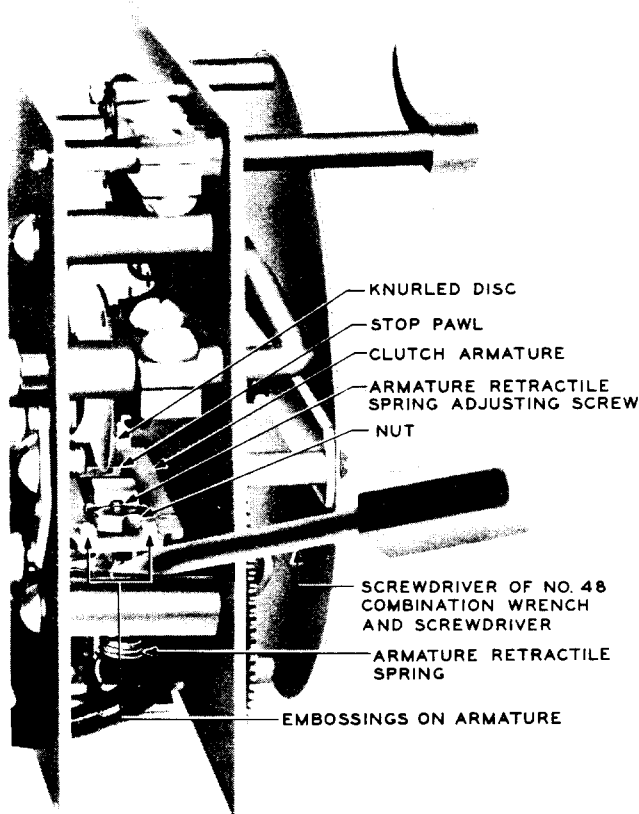 KNURLED DISC
STOP PAWL
CLUTCH ARMATURE
ARMATURE RETRACTILE
SPRING ADJUSTING SCREW
NUT
SCREWDRIVER OF NO. 48
COMBINATION WRENCH
AND SCREWDRIVER
ARMATURE RETRACTILE
SPRING
EMBOSSINGS ON ARMATURE